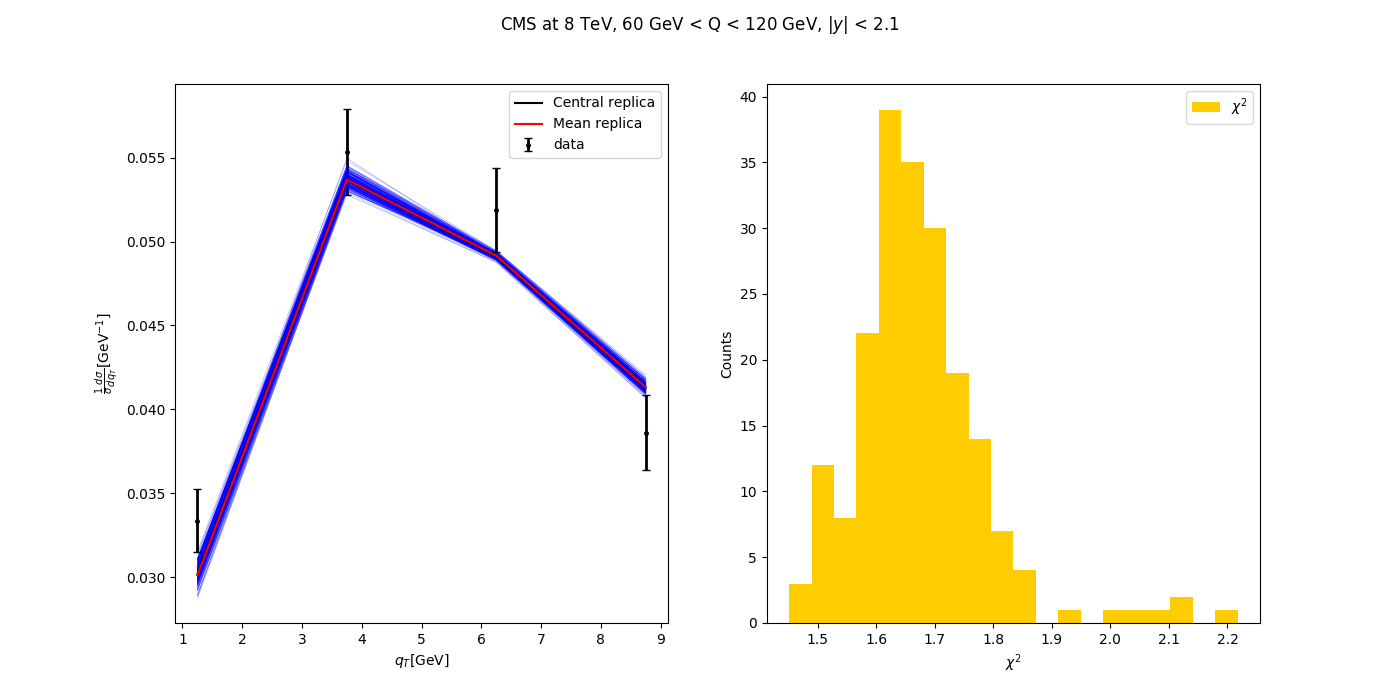 CMS at 8 TeV, 60 GeV < Q < 120 GeV, |y| < 2.1
Central replica
Mean replica
data
0.055
0.050
0.045
0.040
0.035
0.030
1 2 3 4 5 6 7 8 9
q_T[GeV]
\frac{1}{σ}\frac{dσ}{dq_T}[GeV⁻¹]
χ²
40
35
30
25
20
15
10
5
0
1.5 1.6 1.7 1.8 1.9 2.0 2.1 2.2
χ²
Counts